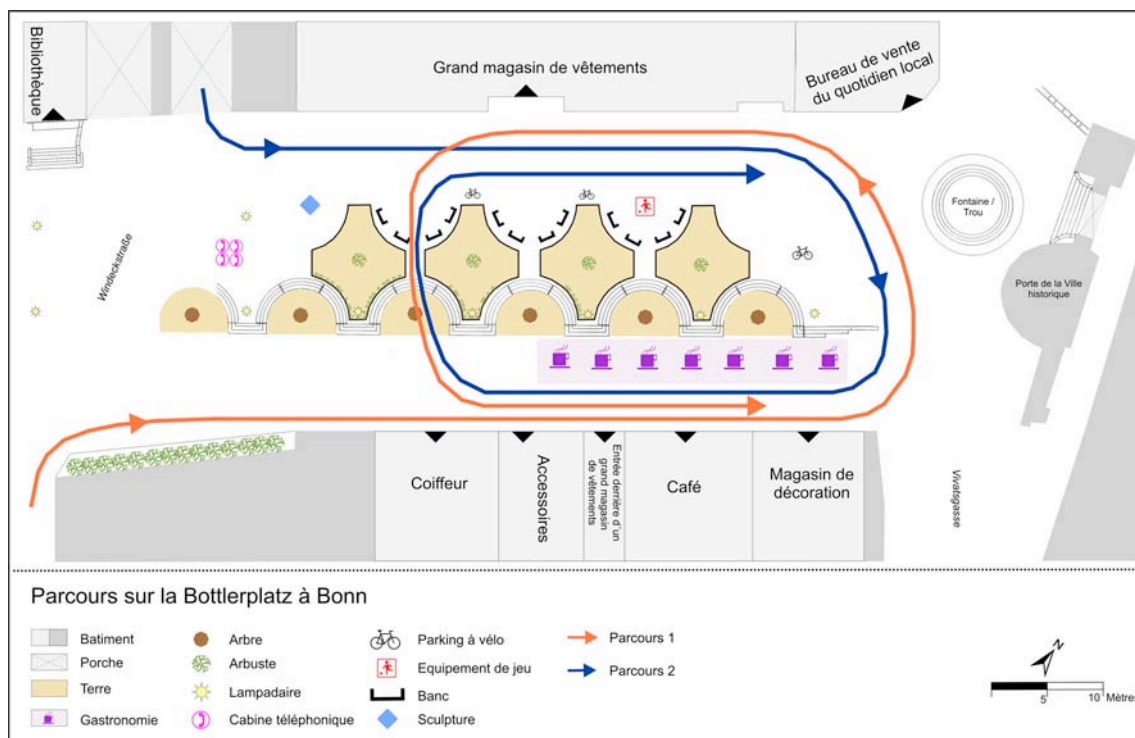 Bibliothèque
Grand magasin de vêtements
Bureau de vente
du quotidien local
Windeckstraße
Fontaine /
Trou
Porte de la Ville
historique
Coiffeur
Accessoires
Entrée derrière d'un
grand magasin
de vêtements
Café
Magasin de
décoration
Vivatsgasse
Parcours sur la Bottlerplatz à Bonn
Batiment
Porche
Terre
Gastronomie
Arbre
Arbuste
Lampadaire
Cabine téléphonique
Parking à vélo
Equipement de jeu
Banc
Sculpture
Parcours 1
Parcours 2
N
5
10 Mètres